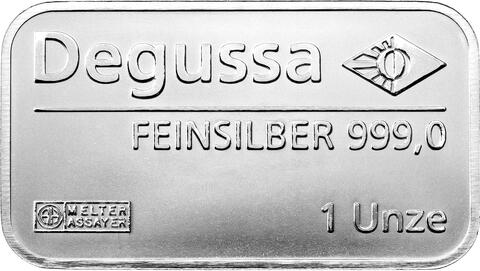 Degussa
FEINSILBER 999,0
MELTER
ASSAYER
1 Unze